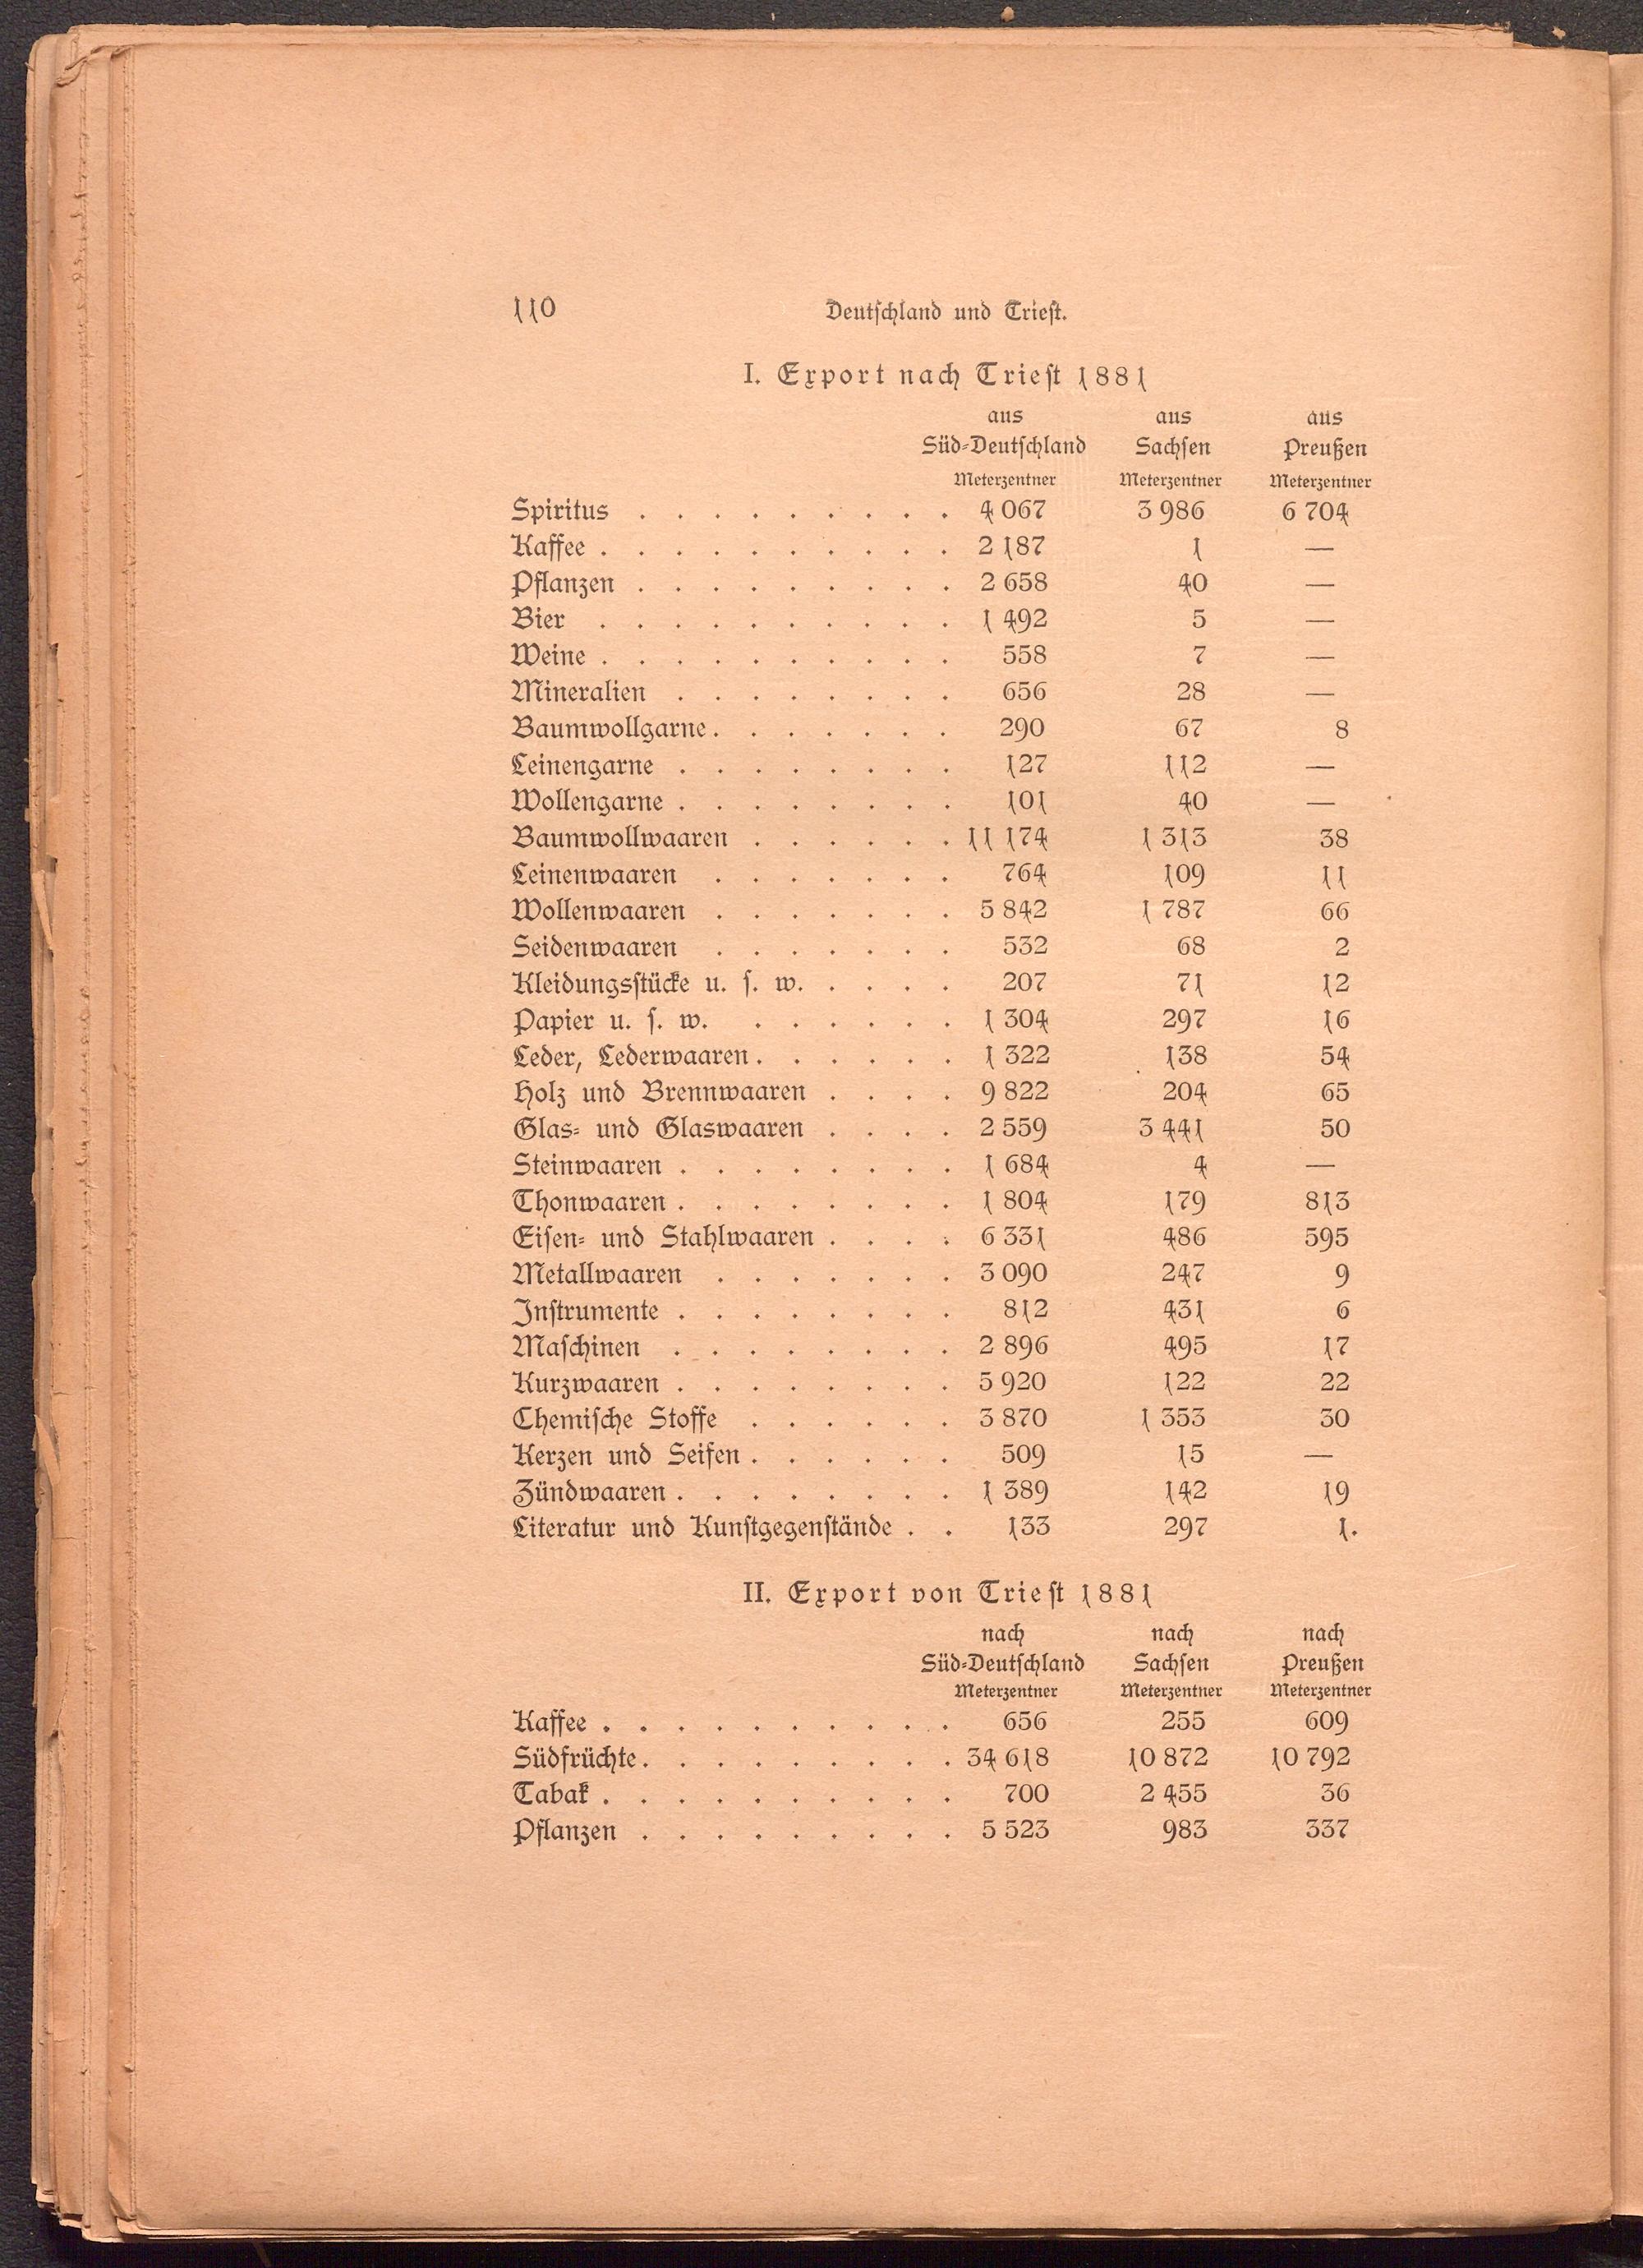 110 Deutſchland und Trieſt.
I. Export nach Trieſt 1881
aus aus aus
Süd-Deutſchland Sachſen Preußen
Meterzentner Meterzentner Meterzentner
Spiritus . . . . . . . . . 4 067 3 986 6 704
Kaffee . . . . . . . . . . 2 187 1 —
Pflanzen . . . . . . . . . 2 658 40 —
Bier . . . . . . . . . . 1 492 5 —
Weine . . . . . . . . . . 558 7 —
Mineralien . . . . . . . . 656 28 —
Baumwollgarne . . . . . . . 290 67 8
Leinengarne . . . . . . . . 127 112 —
Wollengarne . . . . . . . . 101 40 —
Baumwollwaaren . . . . . . 11 174 1 313 38
Leinenwaaren . . . . . . . 764 109 11
Wollenwaaren . . . . . . . 5 842 1 787 66
Seidenwaaren . . . . . . . 532 68 2
Kleidungsſtücke u. ſ. w. . . . . 207 71 12
Papier u. ſ. w. . . . . . . 1 304 297 16
Leder, Lederwaaren . . . . . . 1 322 138 54
Holz und Brennwaaren . . . . 9 822 204 65
Glas- und Glaswaaren . . . . 2 559 3 441 50
Steinwaaren . . . . . . . . 1 684 4 —
Thonwaaren . . . . . . . . 1 804 179 813
Eiſen- und Stahlwaaren . . . . 6 331 486 595
Metallwaaren . . . . . . . 3 090 247 9
Inſtrumente . . . . . . . . 812 431 6
Maſchinen . . . . . . . . 2 896 495 17
Kurzwaaren . . . . . . . . 5 920 122 22
Chemiſche Stoffe . . . . . . 3 870 1 353 30
Kerzen und Seifen . . . . . . 509 15 —
Zündwaaren . . . . . . . . 1 389 142 19
Literatur und Kunſtgegenſtände . . 133 297 1.
II. Export von Trieſt 1881
nach nach nach
Süd-Deutſchland Sachſen Preußen
Meterzentner Meterzentner Meterzentner
Kaffee . . . . . . . . . . 656 255 609
Südfrüchte . . . . . . . . . 34 618 10 872 10 792
Tabak . . . . . . . . . . 700 2 455 36
Pflanzen . . . . . . . . . 5 523 983 337